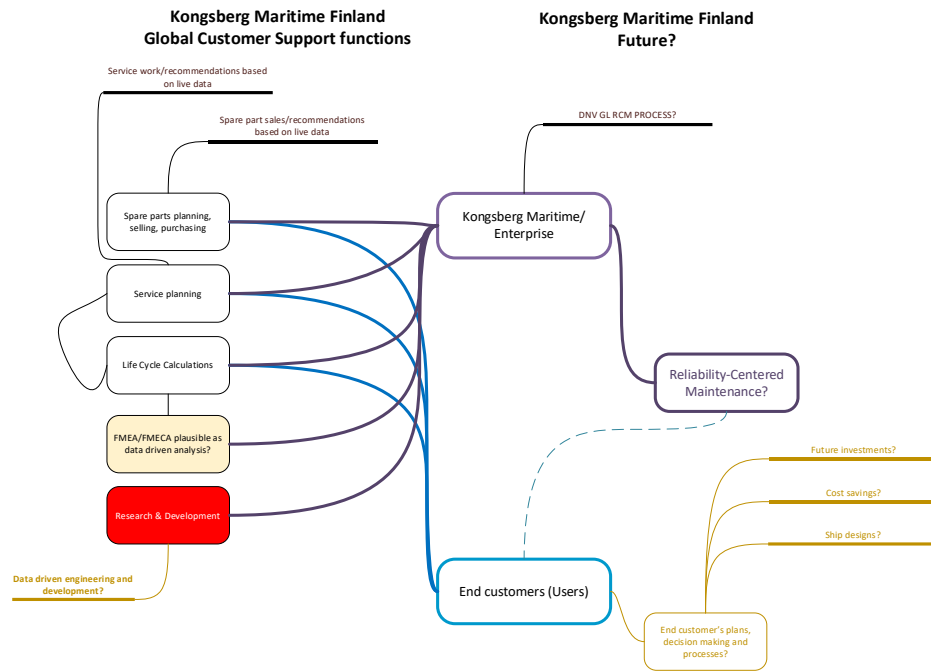 Kongsberg Maritime Finland
Global Customer Support functions
Kongsberg Maritime Finland
Future?
Service work/recommendations based
on live data
Spare part sales/recommendations
based on live data
DNV GL RCM PROCESS?
Spare parts planning,
selling, purchasing
Kongsberg Maritime/
Enterprise
Service planning
Life Cycle Calculations
Reliability-Centered
Maintenance?
FMEA/FMECA plausible as
data driven analysis?
Future investments?
Cost savings?
Research & Development
Ship designs?
Data driven engineering and
development?
End customers (Users)
End customer's plans,
decision making and
processes?